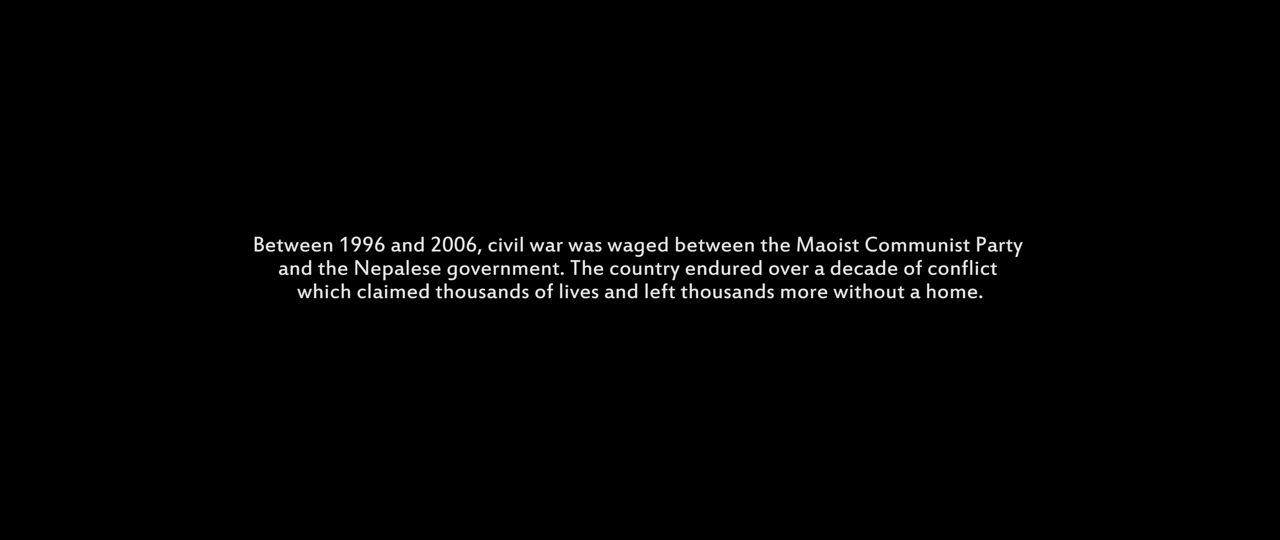 Between 1996 and 2006, civil war was waged between the Maoist Communist Party
and the Nepalese government. The country endured over a decade of conflict
which claimed thousands of lives and left thousands more without a home.